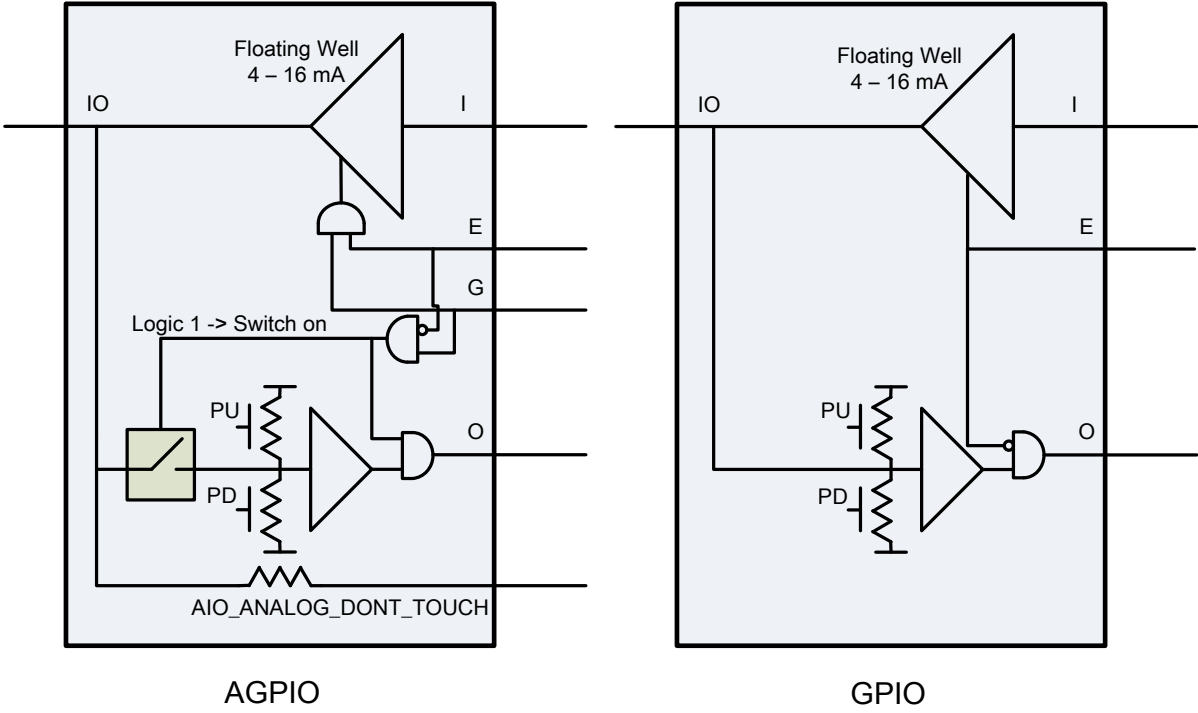 Floating Well
4 – 16 mA
IO
I
E
G
Logic 1 -> Switch on
PU
O
PD
AIO_ANALOG_DONT_TOUCH
AGPIO
Floating Well
4 – 16 mA
IO
I
E
PU
O
PD
GPIO